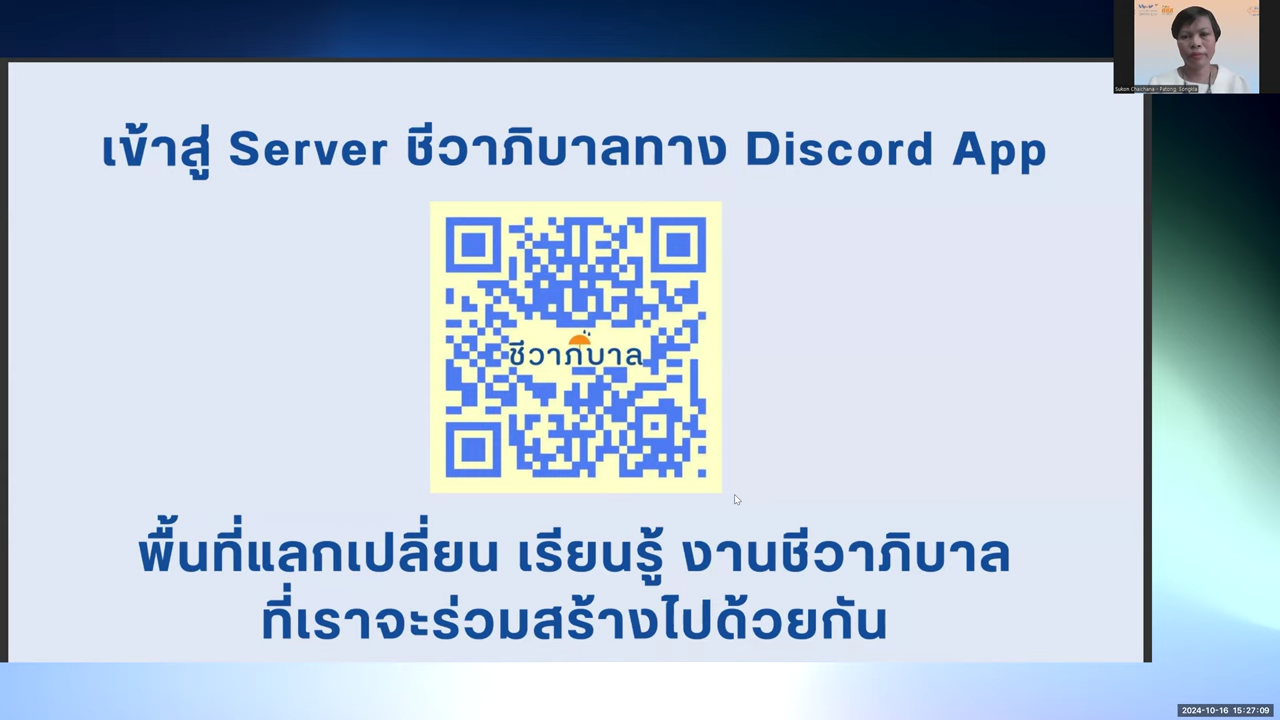 Sukon Chaichana - Patong, Songkla
เข้าสู่ Server ชีวาภิบาลทาง Discord App
ชีวาภิบาล
พื้นที่แลกเปลี่ยน เรียนรู้ งานชีวาภิบาล
ที่เราจะร่วมสร้างไปด้วยกัน
2024-10-16 15:27:09